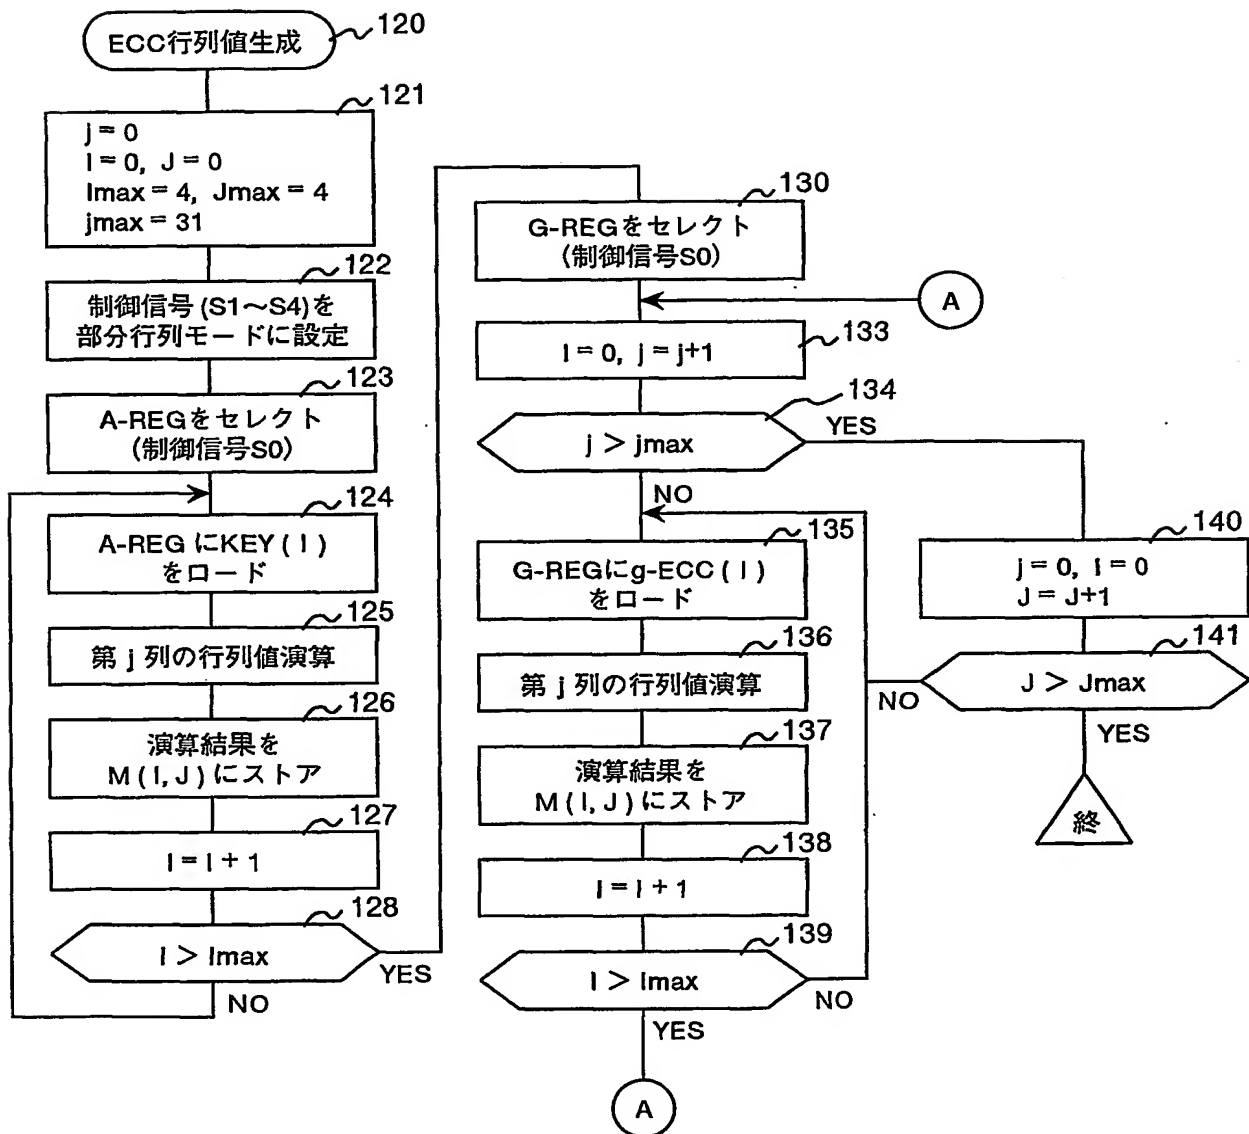 ECC行列値生成
120
121
j = 0
I = 0, J = 0
Imax = 4, Jmax = 4
jmax = 31
122
制御信号 (S1～S4)を
部分行列モードに設定
123
A-REGをセレクト
(制御信号S0)
124
A-REG にKEY ( I )
をロード
125
第 j 列の行列値演算
126
演算結果を
M ( I, J ) にストア
127
I = I + 1
128
I > Imax
YES
NO
130
G-REGをセレクト
(制御信号S0)
A
133
I = 0, j = j+1
134
j > jmax
YES
NO
135
G-REGにg-ECC ( I )
をロード
136
第 j 列の行列値演算
137
演算結果を
M ( I, J ) にストア
138
I = I + 1
139
I > Imax
NO
YES
A
140
j = 0, I = 0
J = J+1
141
J > Jmax
NO
YES
終